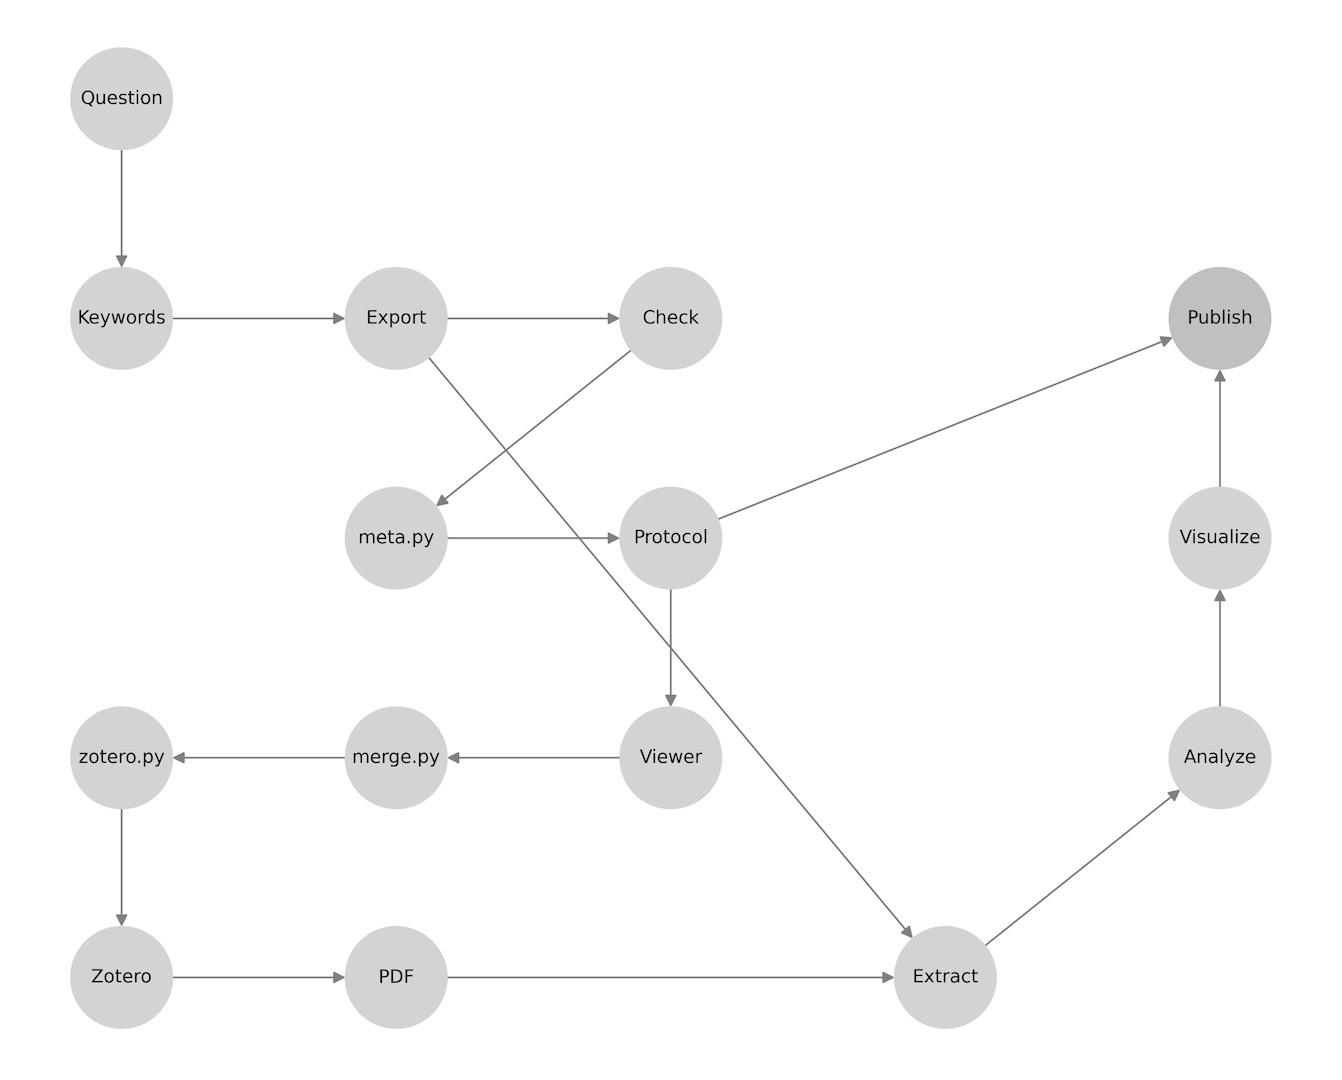 Question
Keywords
Export
Check
Publish
meta.py
Protocol
Visualize
zotero.py
merge.py
Viewer
Analyze
Zotero
PDF
Extract